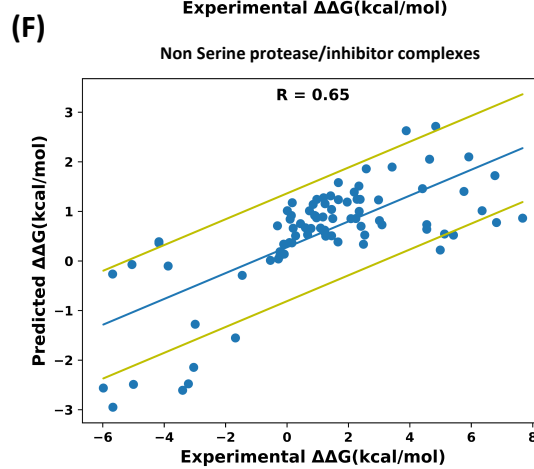 Experimental ΔΔG(kcal/mol)
(F)
Non Serine protease/inhibitor complexes
R = 0.65
Predicted ΔΔG(kcal/mol)
3
2
1
0
−1
−2
−3
−6 −4 −2 0 2 4 6 8
Experimental ΔΔG(kcal/mol)